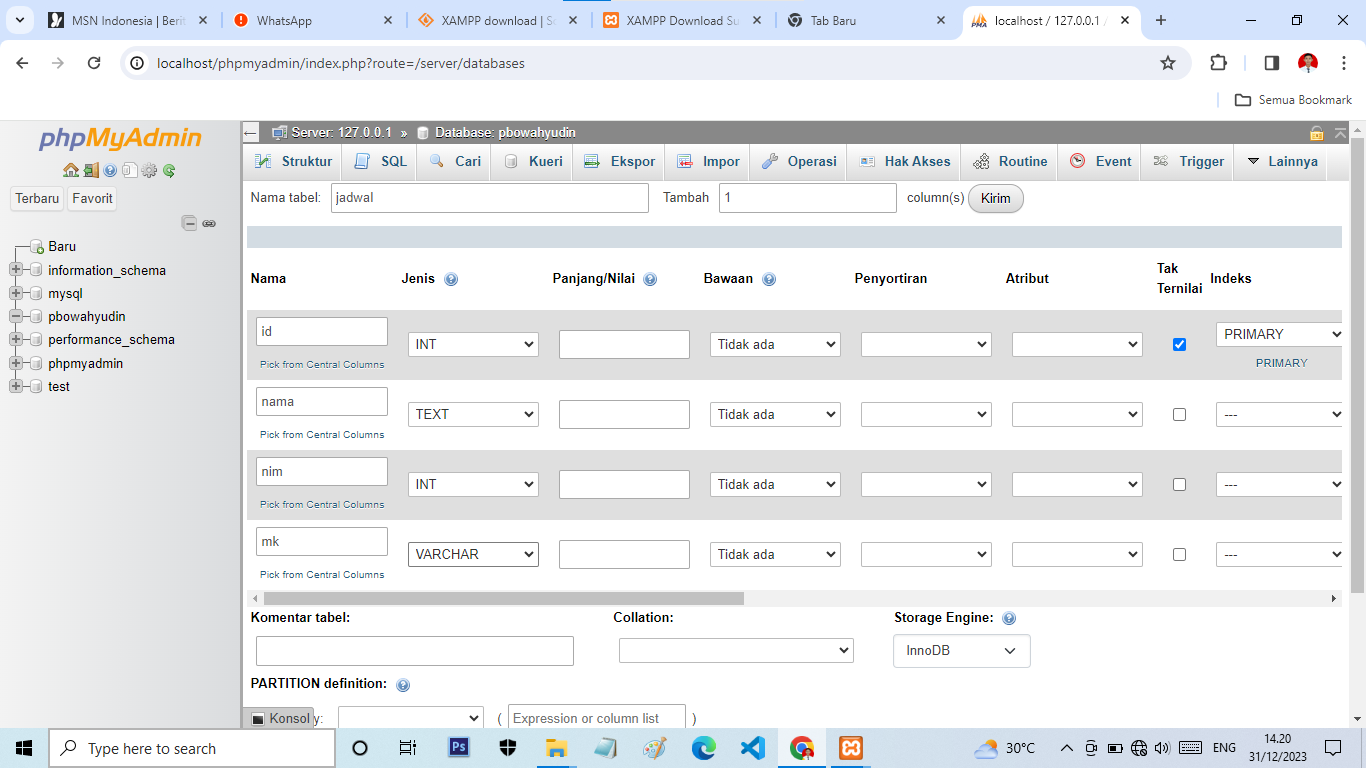 MSN Indonesia | Berit
WhatsApp
XAMPP download | So
XAMPP Download Su
Tab Baru
localhost / 127.0.0.1 /
localhost/phpmyadmin/index.php?route=/server/databases
Semua Bookmark
phpMyAdmin
Terbaru Favorit
Baru
information_schema
mysql
pbowahyudin
performance_schema
phpmyadmin
test
Server: 127.0.0.1 » Database: pbowahyudin
Struktur SQL Cari Kueri Ekspor Impor Operasi Hak Akses Routine Event Trigger Lainnya
Nama tabel: jadwal Tambah 1 column(s) Kirim
Nama Jenis Panjang/Nilai Bawaan Penyortiran Atribut Tak Ternilai Indeks
id INT Tidak ada PRIMARY
Pick from Central Columns PRIMARY
nama TEXT Tidak ada ---
Pick from Central Columns
nim INT Tidak ada ---
Pick from Central Columns
mk VARCHAR Tidak ada ---
Pick from Central Columns
Komentar tabel: Collation: Storage Engine:
InnoDB
PARTITION definition:
Konsol y: ( Expression or column list )
Type here to search
Ps
30°C
ENG
14.20
31/12/2023